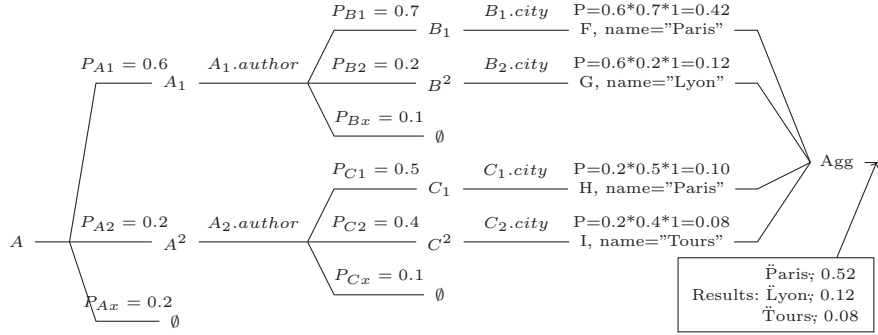 P_{B1} = 0.7
B_1.city
P=0.6*0.7*1=0.42
B_1
F, name="Paris"
P_{A1} = 0.6
A_1.author
P_{B2} = 0.2
B_2.city
P=0.6*0.2*1=0.12
A_1
B^2
G, name="Lyon"
P_{Bx} = 0.1
∅
P_{C1} = 0.5
C_1.city
P=0.2*0.5*1=0.10
Agg
C_1
H, name="Paris"
P_{A2} = 0.2
A_2.author
P_{C2} = 0.4
C_2.city
P=0.2*0.4*1=0.08
A
A^2
C^2
I, name="Tours"
P_{Cx} = 0.1
∅
P_{Ax} = 0.2
∅
P̈aris;̈ 0.52
Results: L̈yon;̈ 0.12
T̈ours;̈ 0.08